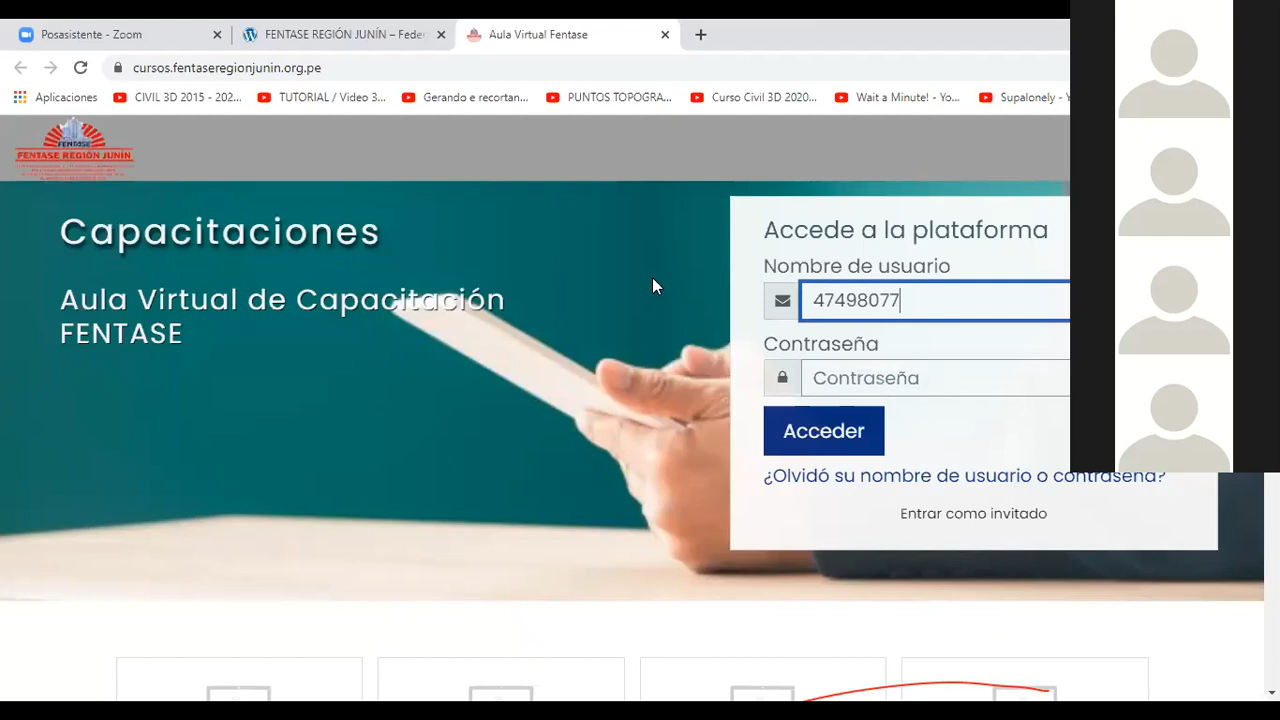 Posasistente - Zoom
FENTASE REGIÓN JUNÍN – Feder
Aula Virtual Fentase
cursos.fentaseregionjunin.org.pe
Aplicaciones
CIVIL 3D 2015 - 202...
TUTORIAL / Video 3...
Gerando e recortan...
PUNTOS TOPOGRA...
Curso Civil 3D 2020...
Wait a Minute! - Yo...
Supalonely - Y
FENTASE
FENTASE REGIÓN JUNÍN
Capacitaciones
Aula Virtual de Capacitación
FENTASE
Accede a la plataforma
Nombre de usuario
47498077
Contraseña
Contraseña
Acceder
¿Olvidó su nombre de usuario o contraseña?
Entrar como invitado